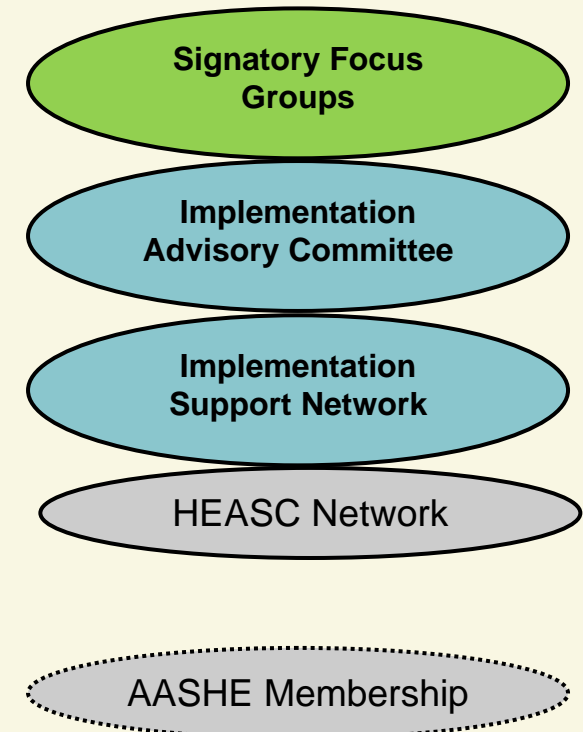 Signatory Focus
Groups
Implementation
Advisory Committee
Implementation
Support Network
HEASC Network
AASHE Membership